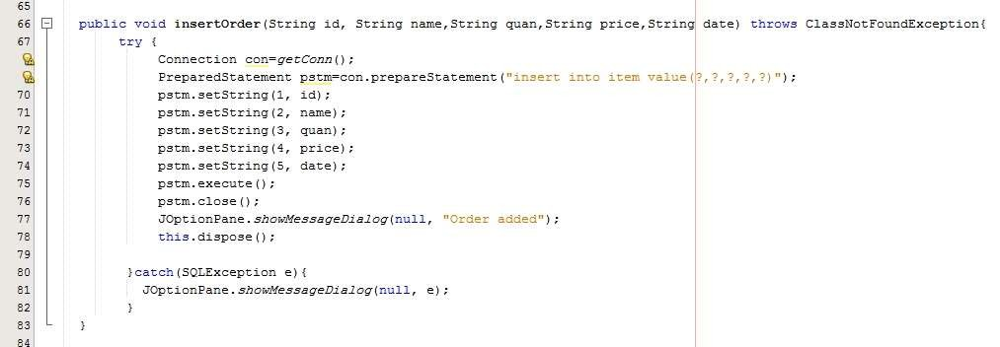 65
66 public void insertOrder(String id, String name,String quan,String price,String date) throws ClassNotFoundException{
67 try {
Connection con=getConn();
PreparedStatement pstm=con.prepareStatement("insert into item value(?,?,?,?,?)");
70 pstm.setString(1, id);
71 pstm.setString(2, name);
72 pstm.setString(3, quan);
73 pstm.setString(4, price);
74 pstm.setString(5, date);
75 pstm.execute();
76 pstm.close();
77 JOptionPane.showMessageDialog(null, "Order added");
78 this.dispose();
79
80 }catch(SQLException e){
81 JOptionPane.showMessageDialog(null, e);
82 }
83 }
84